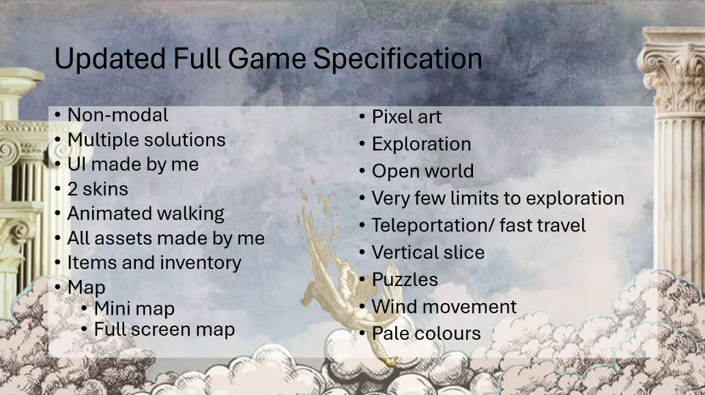 Updated Full Game Specification
• Non-modal
• Multiple solutions
• UI made by me
• 2 skins
• Animated walking
• All assets made by me
• Items and inventory
• Map
• Mini map
• Full screen map
• Pixel art
• Exploration
• Open world
• Very few limits to exploration
• Teleportation/ fast travel
• Vertical slice
• Puzzles
• Wind movement
• Pale colours